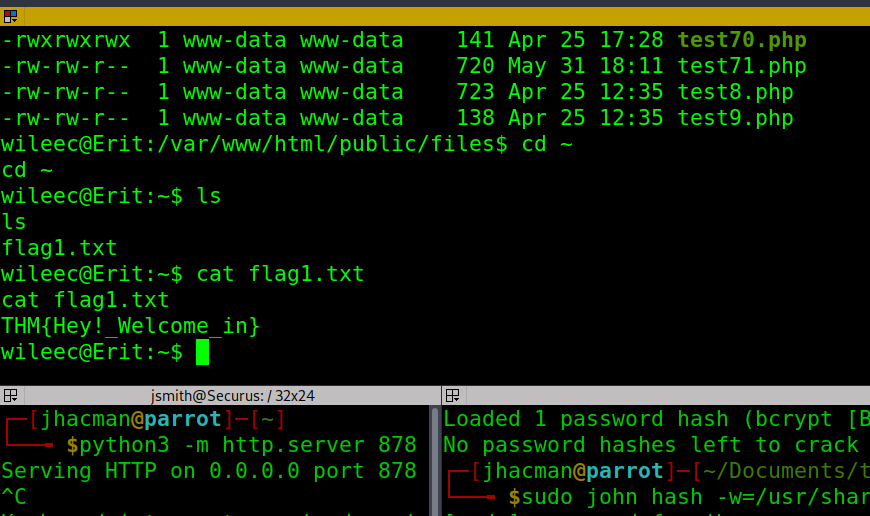 -rwxrwxrwx  1 www-data www-data    141 Apr 25 17:28 test70.php
-rw-rw-r--  1 www-data www-data    720 May 31 18:11 test71.php
-rw-rw-r--  1 www-data www-data    723 Apr 25 12:35 test8.php
-rw-rw-r--  1 www-data www-data    138 Apr 25 12:35 test9.php
wileec@Erit:/var/www/html/public/files$ cd ~
cd ~
wileec@Erit:~$ ls
ls
flag1.txt
wileec@Erit:~$ cat flag1.txt
cat flag1.txt
THM{Hey!_Welcome_in}
wileec@Erit:~$
jsmith@Securus: / 32x24
┌─[jhacman@parrot]─[~]
└──╼ $python3 -m http.server 878
Serving HTTP on 0.0.0.0 port 878
^C
Loaded 1 password hash (bcrypt [B
No password hashes left to crack
┌─[jhacman@parrot]─[~/Documents/t
└──╼ $sudo john hash -w=/usr/shar